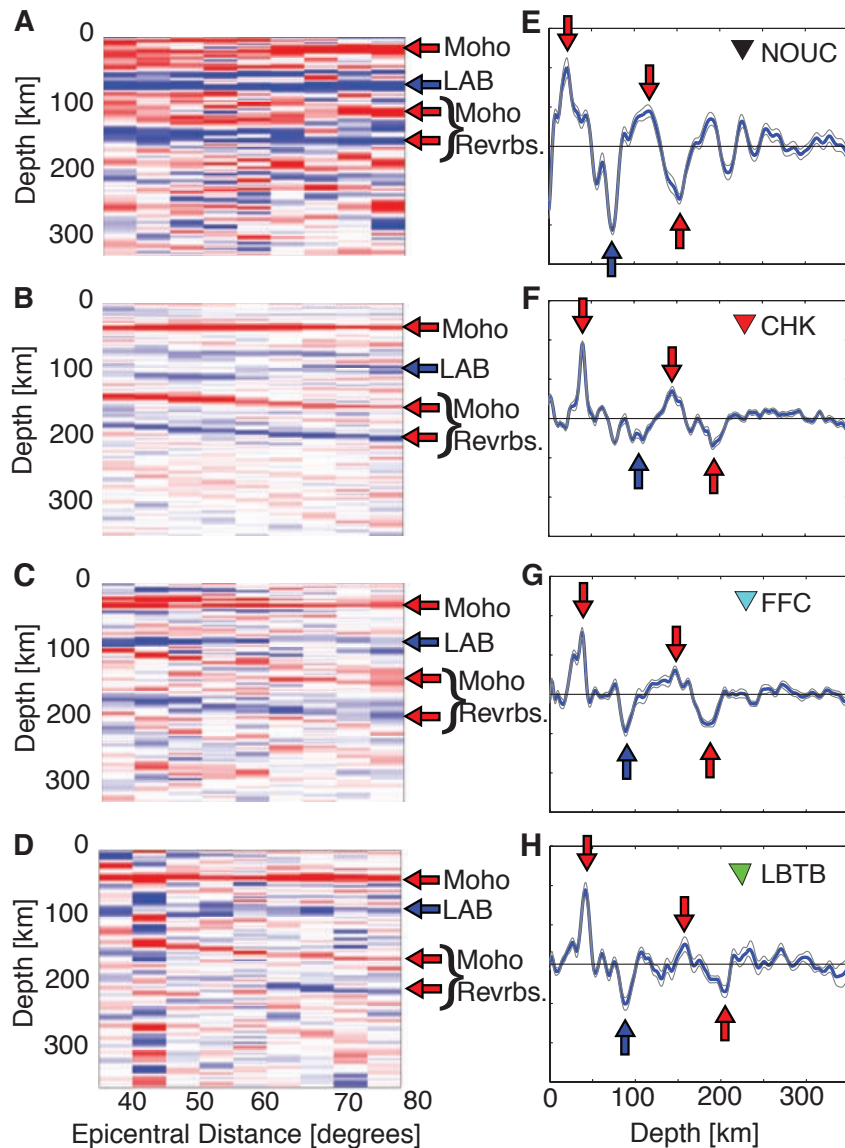 A
0
100
200
300
Depth [km]
Moho
LAB
Moho
Revrbs.
E
NOUC
B
0
100
200
300
Depth [km]
Moho
LAB
Moho
Revrbs.
F
CHK
C
0
100
200
300
Depth [km]
Moho
LAB
Moho
Revrbs.
G
FFC
D
0
100
200
300
Depth [km]
Moho
LAB
Moho
Revrbs.
40 50 60 60 70 80
Epicentral Distance [degrees]
H
LBTB
0 100 200 300
Depth [km]